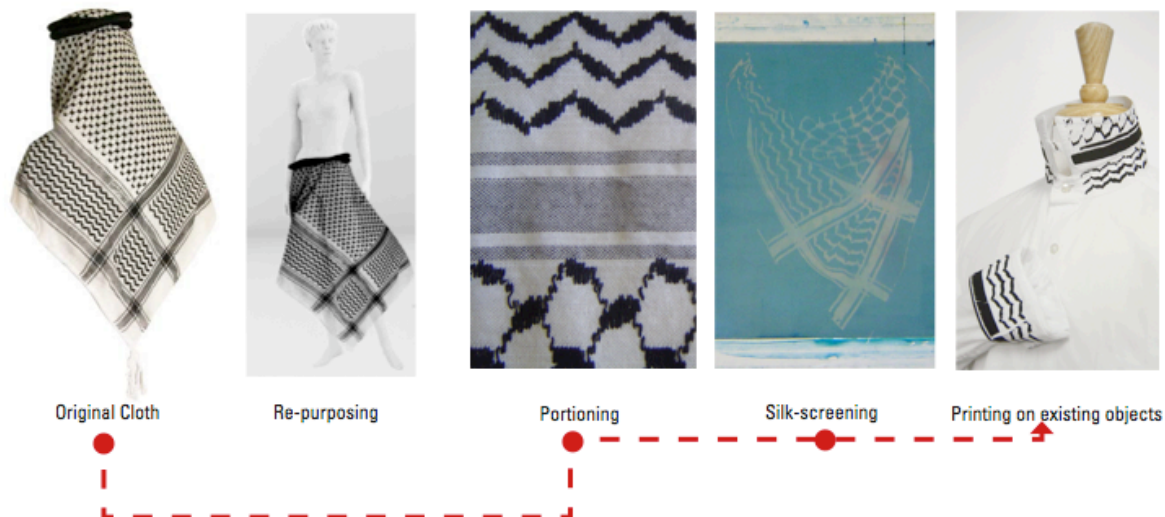 Original Cloth
Re-purposing
Portioning
Silk-screening
Printing on existing objects